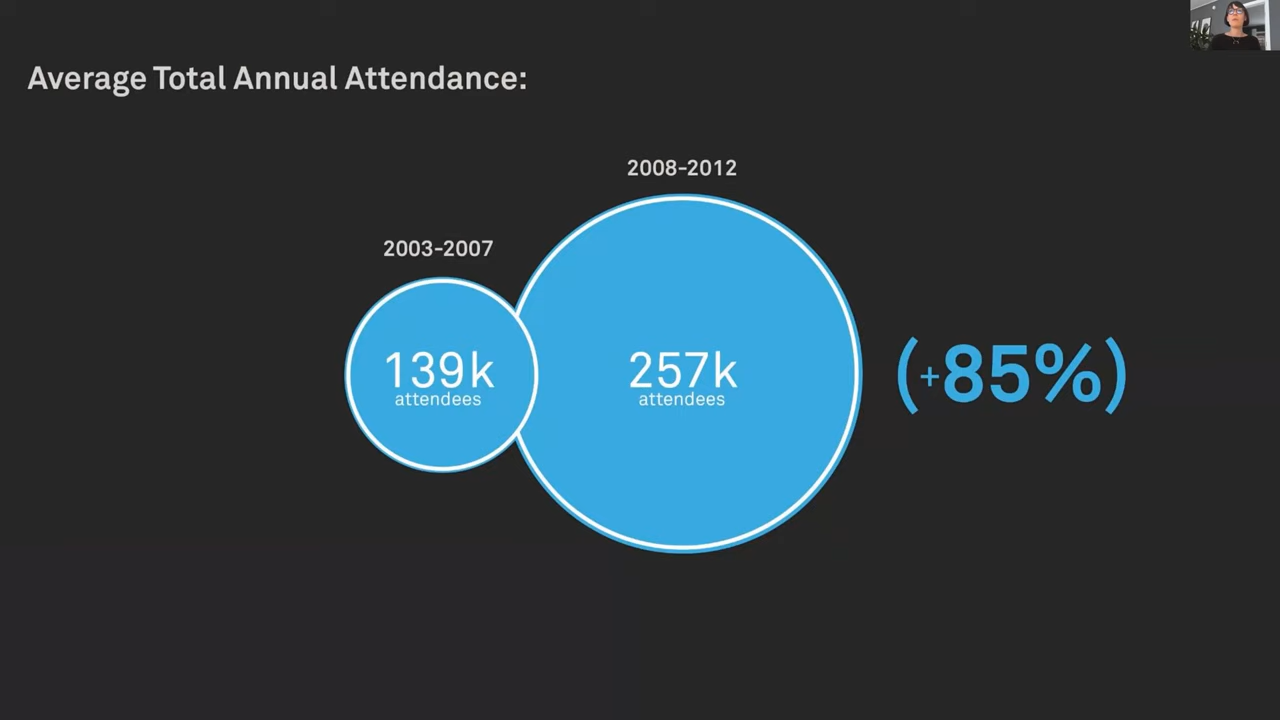 Average Total Annual Attendance:
2008-2012
2003-2007
139k
attendees
257k
attendees
(+85%)